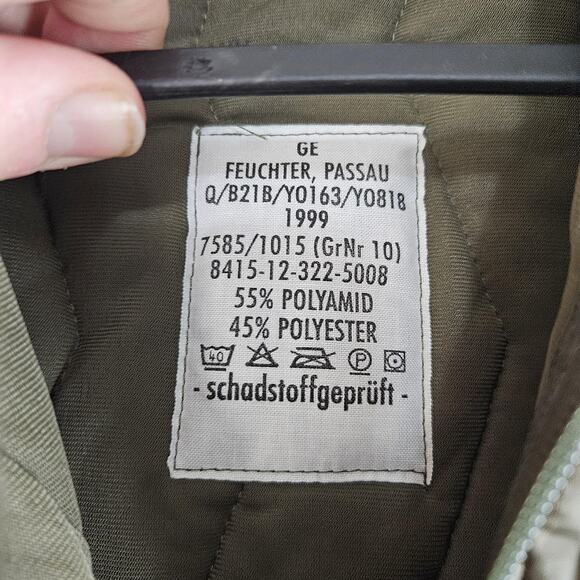 GE
FEUCHTER, PASSAU
Q/B21B/Y0163/Y0818
1999
7585/1015 (GrNr 10)
8415-12-322-5008
55% POLYAMID
45% POLYESTER
40 P
- schadstoffgeprüft -